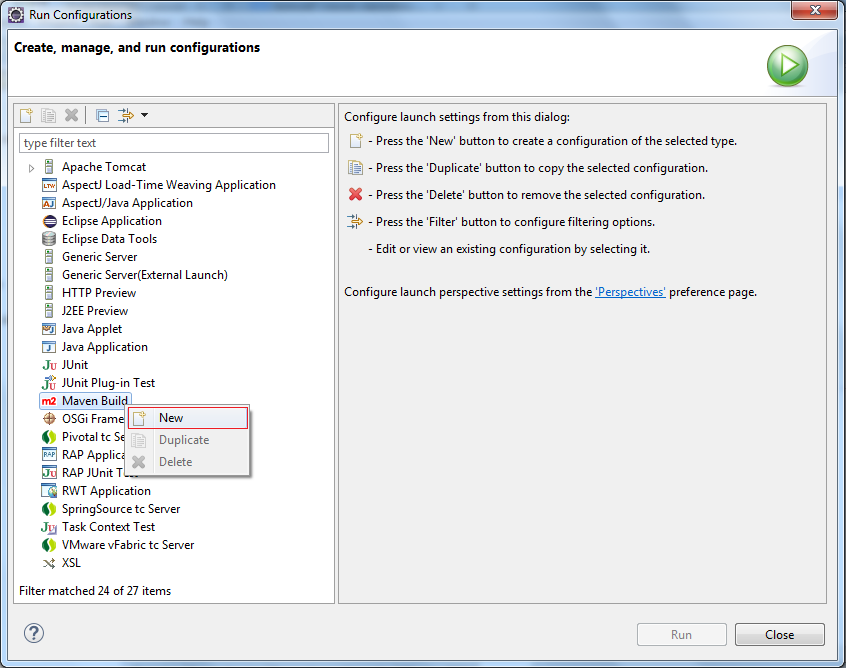 Run Configurations
Create, manage, and run configurations
type filter text
Apache Tomcat
AspectJ Load-Time Weaving Application
AspectJ/Java Application
Eclipse Application
Eclipse Data Tools
Generic Server
Generic Server(External Launch)
HTTP Preview
J2EE Preview
Java Applet
Java Application
JUnit
JUnit Plug-in Test
Maven Build
OSGi Frame
Pivotal tc Se
RAP Applica
RAP JUnit T
RWT Application
SpringSource tc Server
Task Context Test
VMware vFabric tc Server
XSL
New
Duplicate
Delete
Filter matched 24 of 27 items
Configure launch settings from this dialog:
- Press the 'New' button to create a configuration of the selected type.
- Press the 'Duplicate' button to copy the selected configuration.
- Press the 'Delete' button to remove the selected configuration.
- Press the 'Filter' button to configure filtering options.
- Edit or view an existing configuration by selecting it.
Configure launch perspective settings from the 'Perspectives' preference page.
Run
Close